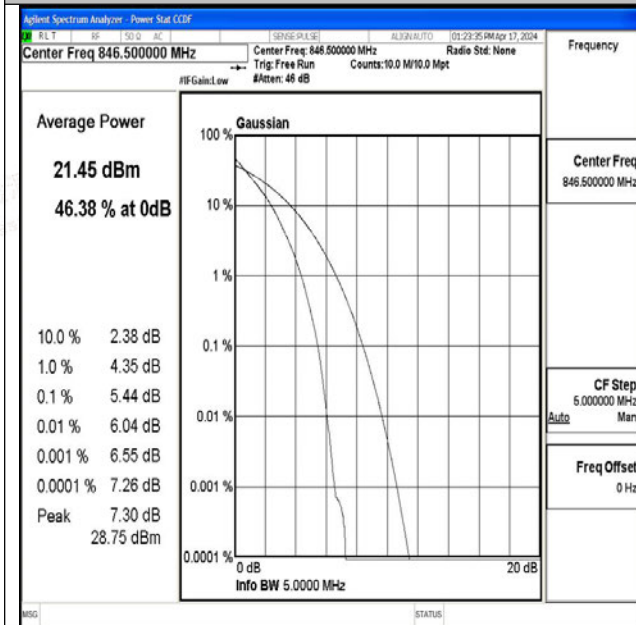 Agilent Spectrum Analyzer - Power Stat CCDF
RLT RF 50 Ω AC SENSE:PULSE ALIGNAUTO 01:23:35 PM Apr 17, 2024
Center Freq 846.500000 MHz
Center Freq: 846.500000 MHz Radio Std: None
Trig: Free Run Counts:10.0 M/10.0 Mpt
#IFGain:Low #Atten: 46 dB
Frequency
Average Power
21.45 dBm
46.38 % at 0dB
10.0 % 2.38 dB
1.0 % 4.35 dB
0.1 % 5.44 dB
0.01 % 6.04 dB
0.001 % 6.55 dB
0.0001 % 7.26 dB
Peak 7.30 dB
28.75 dBm
Gaussian
100 %
10 %
1 %
0.1 %
0.01 %
0.001 %
0.0001 %
0 dB 20 dB
Info BW 5.0000 MHz
Center Freq
846.500000 MHz
CF Step
5.000000 MHz
Auto Man
Freq Offset
0 Hz
MSG STATUS